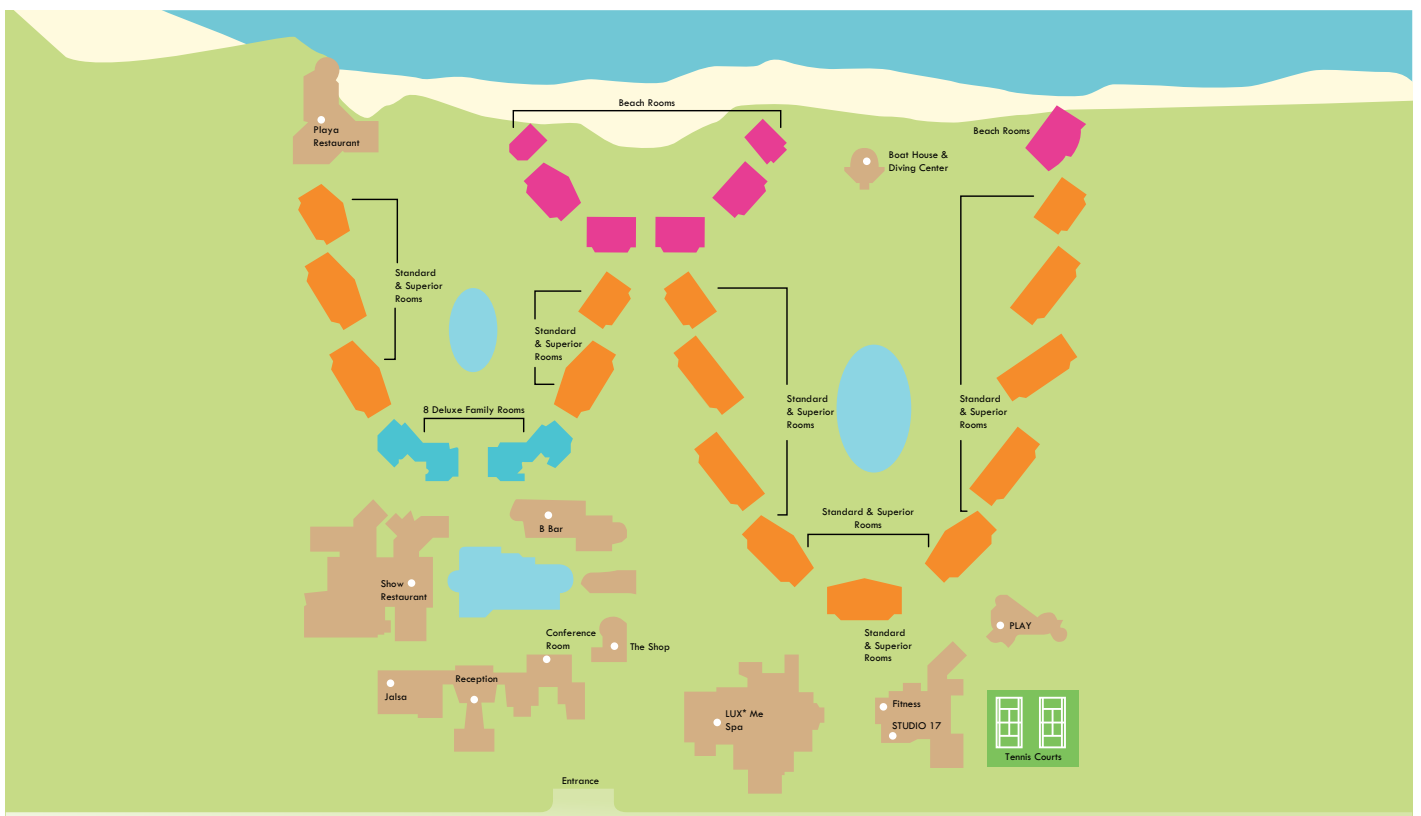 Beach Rooms
Playa
Restaurant
Beach Rooms
Boat House &
Diving Center
Standard
& Superior
Rooms
Standard
& Superior
Rooms
8 Deluxe Family Rooms
Standard
& Superior
Rooms
Standard
& Superior
Rooms
Standard & Superior
Rooms
B Bar
Show
Restaurant
Conference
Room
The Shop
Standard
& Superior
Rooms
PLAY
Reception
Jalsa
LUX* Me
Spa
Fitness
STUDIO 17
Tennis Courts
Entrance